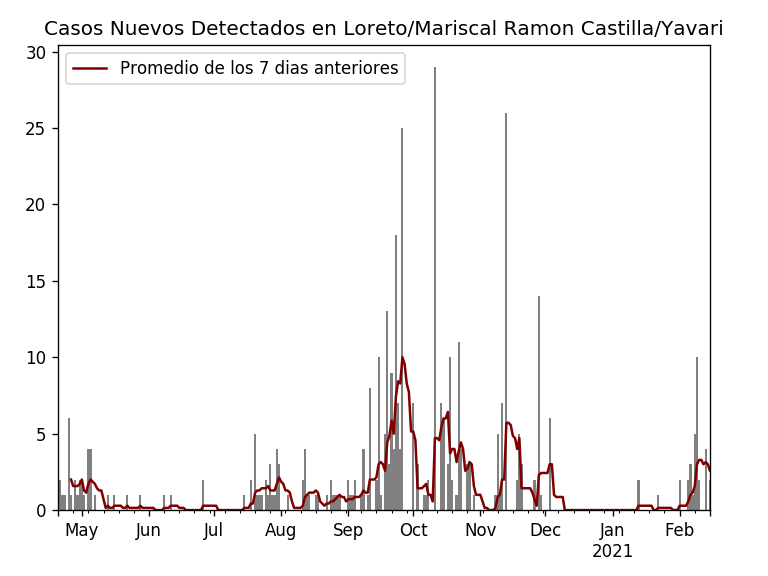 Casos Nuevos Detectados en Loreto/Mariscal Ramon Castilla/Yavari
Promedio de los 7 dias anteriores
30
25
20
15
10
5
0
May Jun Jul Aug Sep Oct Nov Dec Jan Feb
2021